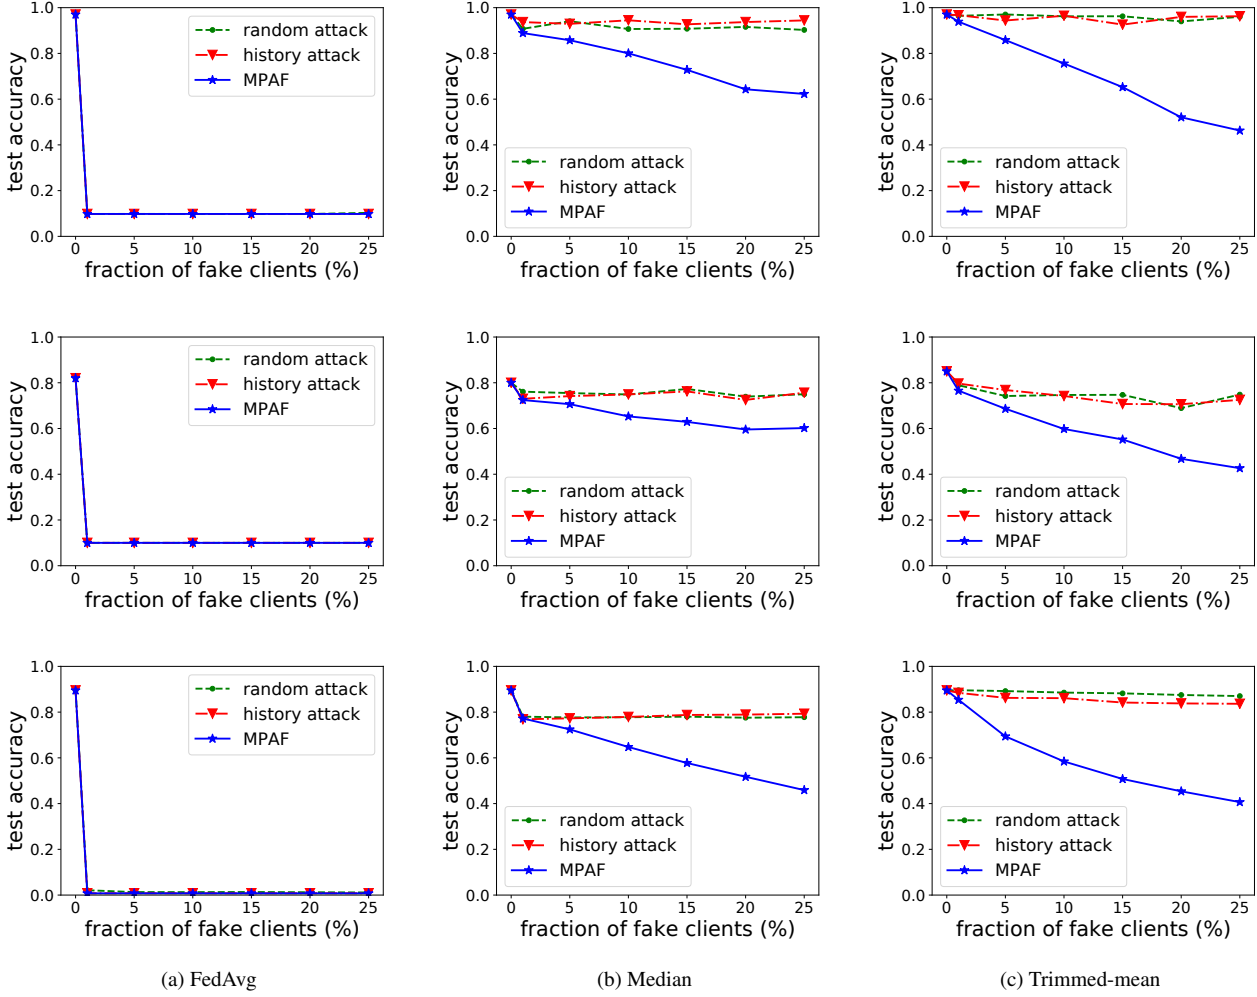 1.0
0.8
0.6
0.4
0.2
0.0
test accuracy
random attack
history attack
MPAF
0 5 10 15 20 25
fraction of fake clients (%)
1.0
0.8
0.6
0.4
0.2
0.0
test accuracy
random attack
history attack
MPAF
0 5 10 15 20 25
fraction of fake clients (%)
1.0
0.8
0.6
0.4
0.2
0.0
test accuracy
random attack
history attack
MPAF
0 5 10 15 20 25
fraction of fake clients (%)
1.0
0.8
0.6
0.4
0.2
0.0
test accuracy
random attack
history attack
MPAF
0 5 10 15 20 25
fraction of fake clients (%)
1.0
0.8
0.6
0.4
0.2
0.0
test accuracy
random attack
history attack
MPAF
0 5 10 15 20 25
fraction of fake clients (%)
1.0
0.8
0.6
0.4
0.2
0.0
test accuracy
random attack
history attack
MPAF
0 5 10 15 20 25
fraction of fake clients (%)
1.0
0.8
0.6
0.4
0.2
0.0
test accuracy
random attack
history attack
MPAF
0 5 10 15 20 25
fraction of fake clients (%)
1.0
0.8
0.6
0.4
0.2
0.0
test accuracy
random attack
history attack
MPAF
0 5 10 15 20 25
fraction of fake clients (%)
1.0
0.8
0.6
0.4
0.2
0.0
test accuracy
random attack
history attack
MPAF
0 5 10 15 20 25
fraction of fake clients (%)
(a) FedAvg
(b) Median
(c) Trimmed-mean